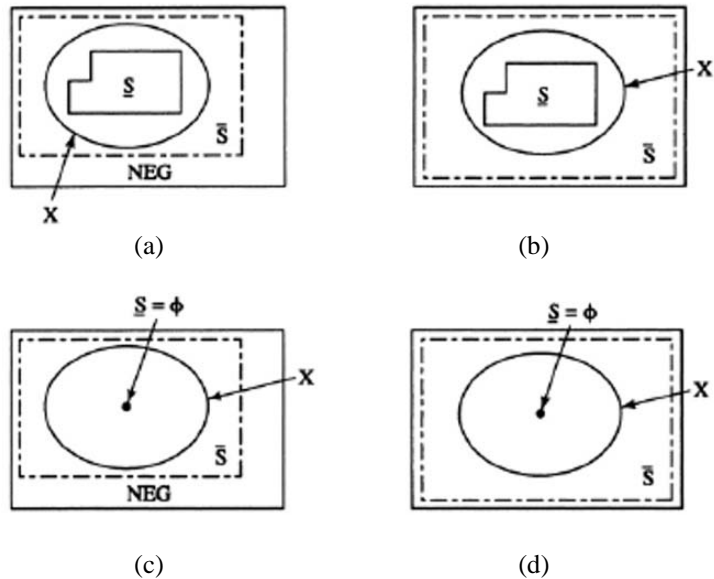 S̲
X
S̲
S̄
S̄
NEG
X
(a)
(b)
S̲ = ϕ
S̲ = ϕ
X
X
S̄
S̄
NEG
(c)
(d)